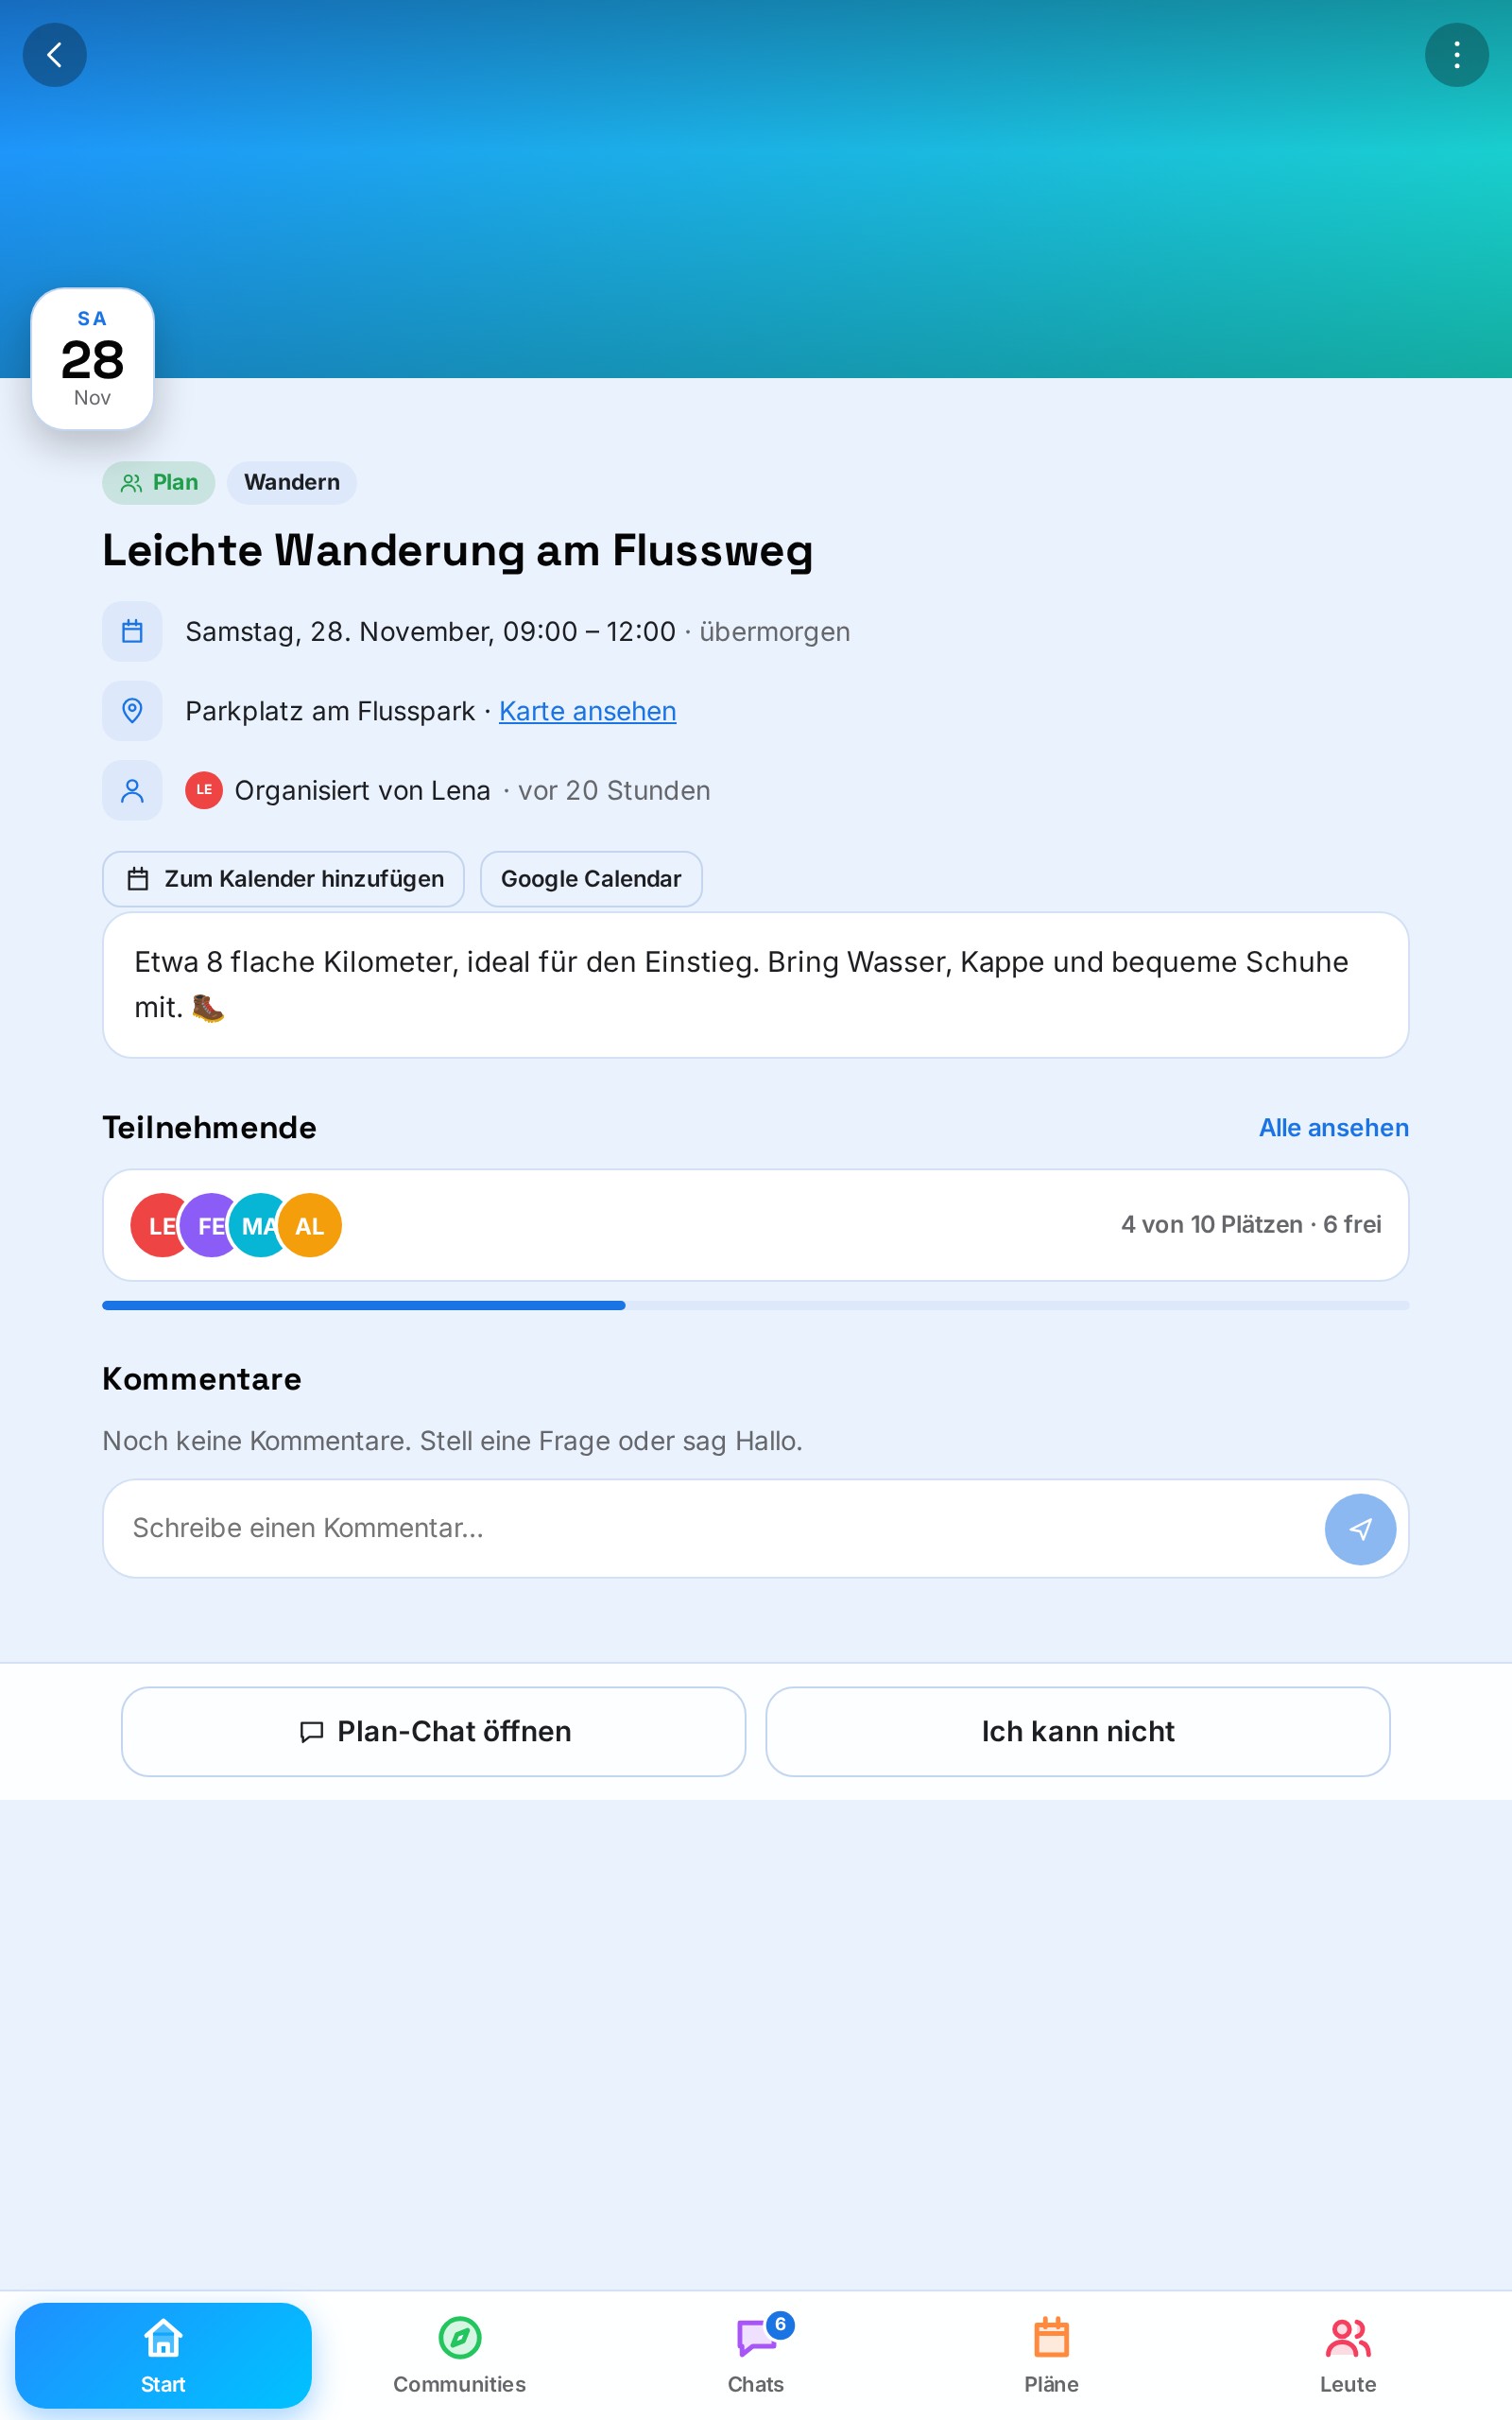 SA
28
Nov
Plan
Wandern
Leichte Wanderung am Flussweg
Samstag, 28. November, 09:00 – 12:00 · übermorgen
Parkplatz am Flusspark · Karte ansehen
LE Organisiert von Lena · vor 20 Stunden
Zum Kalender hinzufügen
Google Calendar
Etwa 8 flache Kilometer, ideal für den Einstieg. Bring Wasser, Kappe und bequeme Schuhe
mit. 🥾
Teilnehmende
Alle ansehen
LE FE MA AL
4 von 10 Plätzen · 6 frei
Kommentare
Noch keine Kommentare. Stell eine Frage oder sag Hallo.
Schreibe einen Kommentar...
Plan-Chat öffnen
Ich kann nicht
Start
Communities
6
Chats
Pläne
Leute